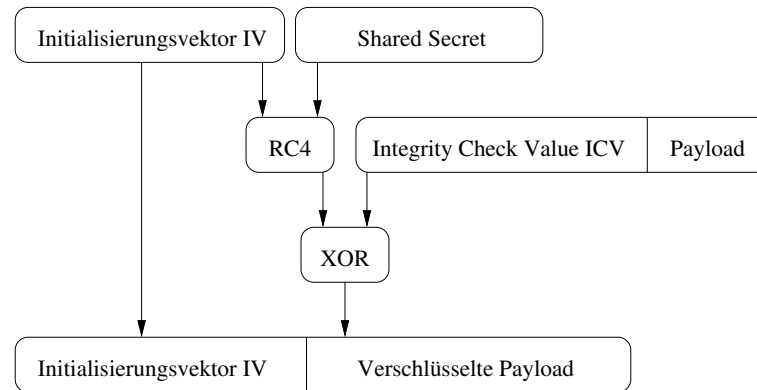 Initialisierungsvektor IV
Shared Secret
RC4
Integrity Check Value ICV
Payload
XOR
Initialisierungsvektor IV
Verschlüsselte Payload